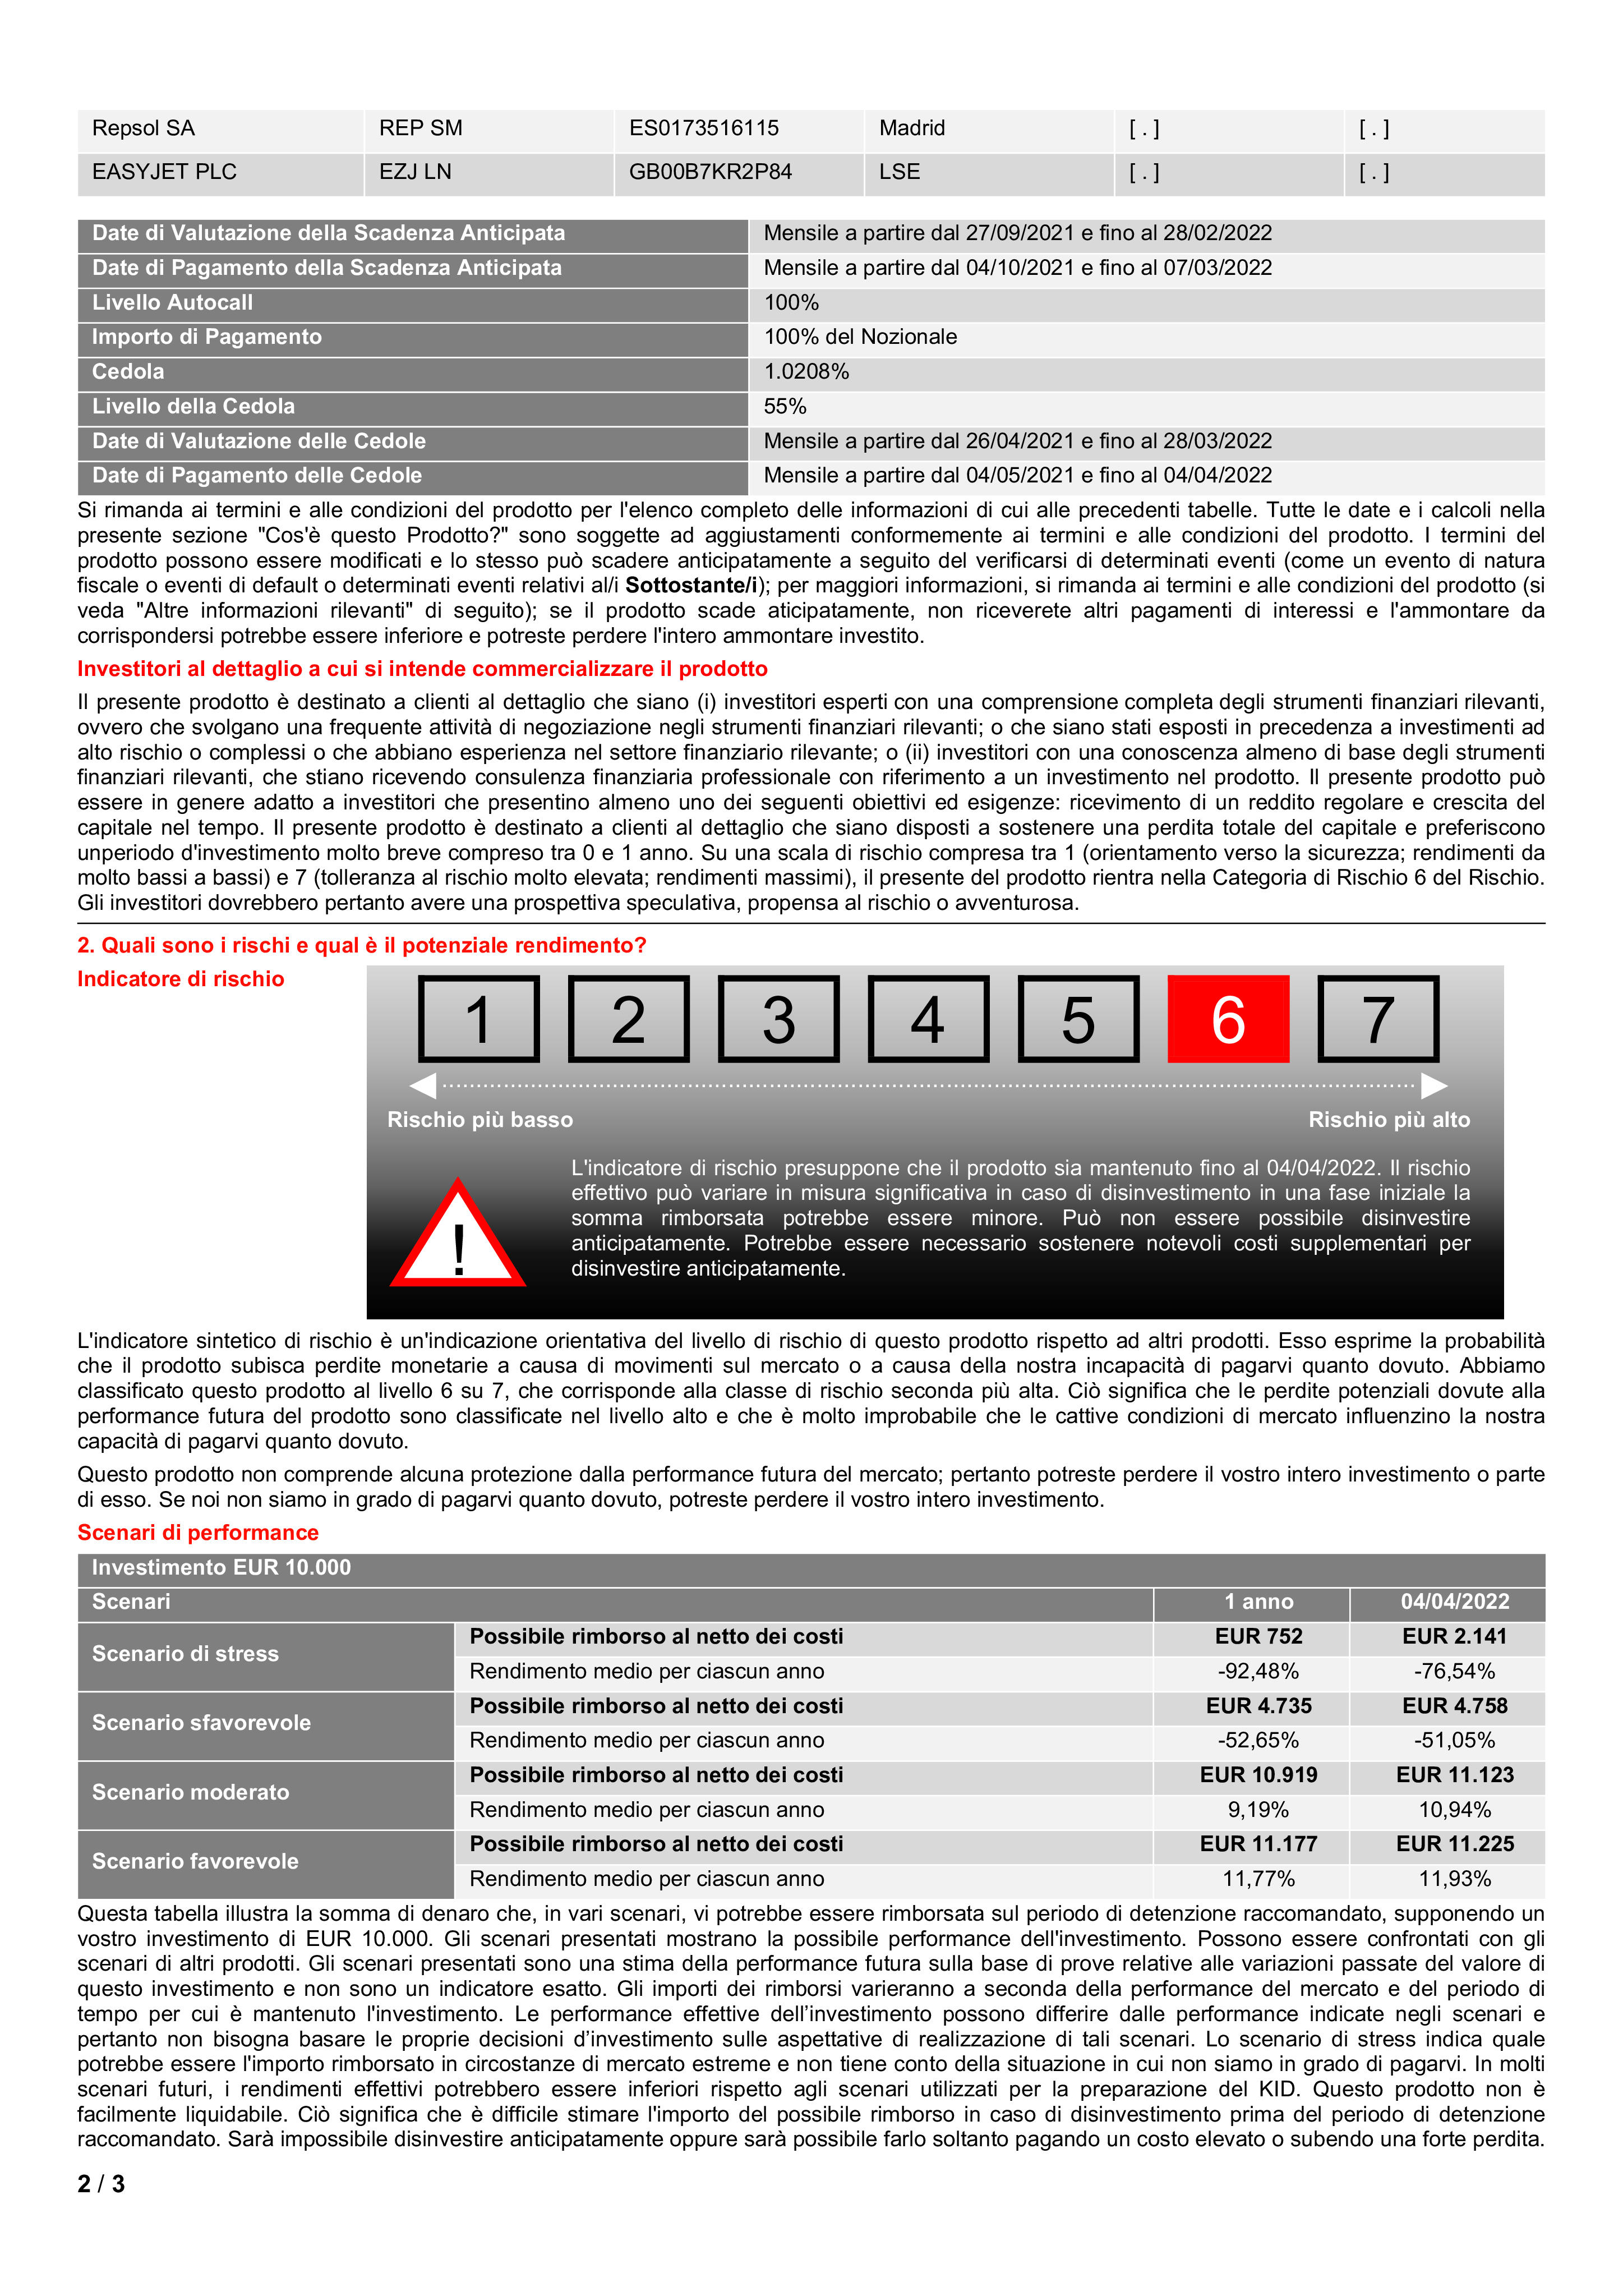 Repsol SA REP SM ES0173516115 Madrid [ . ] [ . ]
EASYJET PLC EZJ LN GB00B7KR2P84 LSE [ . ] [ . ]
Date di Valutazione della Scadenza Anticipata Mensile a partire dal 27/09/2021 e fino al 28/02/2022
Date di Pagamento della Scadenza Anticipata Mensile a partire dal 04/10/2021 e fino al 07/03/2022
Livello Autocall 100%
Importo di Pagamento 100% del Nozionale
Cedola 1.0208%
Livello della Cedola 55%
Date di Valutazione delle Cedole Mensile a partire dal 26/04/2021 e fino al 28/03/2022
Date di Pagamento delle Cedole Mensile a partire dal 04/05/2021 e fino al 04/04/2022
Si rimanda ai termini e alle condizioni del prodotto per l'elenco completo delle informazioni di cui alle precedenti tabelle. Tutte le date e i calcoli nella
presente sezione "Cos'è questo Prodotto?" sono soggette ad aggiustamenti conformemente ai termini e alle condizioni del prodotto. I termini del
prodotto possono essere modificati e lo stesso può scadere anticipatamente a seguito del verificarsi di determinati eventi (come un evento di natura
fiscale o eventi di default o determinati eventi relativi al/i Sottostante/i); per maggiori informazioni, si rimanda ai termini e alle condizioni del prodotto (si
veda "Altre informazioni rilevanti" di seguito); se il prodotto scade aticipatamente, non riceverete altri pagamenti di interessi e l'ammontare da
corrispondersi potrebbe essere inferiore e potreste perdere l'intero ammontare investito.
Investitori al dettaglio a cui si intende commercializzare il prodotto
Il presente prodotto è destinato a clienti al dettaglio che siano (i) investitori esperti con una comprensione completa degli strumenti finanziari rilevanti,
ovvero che svolgano una frequente attività di negoziazione negli strumenti finanziari rilevanti; o che siano stati esposti in precedenza a investimenti ad
alto rischio o complessi o che abbiano esperienza nel settore finanziario rilevante; o (ii) investitori con una conoscenza almeno di base degli strumenti
finanziari rilevanti, che stiano ricevendo consulenza finanziaria professionale con riferimento a un investimento nel prodotto. Il presente prodotto può
essere in genere adatto a investitori che presentino almeno uno dei seguenti obiettivi ed esigenze: ricevimento di un reddito regolare e crescita del
capitale nel tempo. Il presente prodotto è destinato a clienti al dettaglio che siano disposti a sostenere una perdita totale del capitale e preferiscono
unperiodo d'investimento molto breve compreso tra 0 e 1 anno. Su una scala di rischio compresa tra 1 (orientamento verso la sicurezza; rendimenti da
molto bassi a bassi) e 7 (tolleranza al rischio molto elevata; rendimenti massimi), il presente del prodotto rientra nella Categoria di Rischio 6 del Rischio.
Gli investitori dovrebbero pertanto avere una prospettiva speculativa, propensa al rischio o avventurosa.
2. Quali sono i rischi e qual è il potenziale rendimento?
Indicatore di rischio
1 2 3 4 5 6 7
Rischio più basso Rischio più alto
L'indicatore di rischio presuppone che il prodotto sia mantenuto fino al 04/04/2022. Il rischio
effettivo può variare in misura significativa in caso di disinvestimento in una fase iniziale la
somma rimborsata potrebbe essere minore. Può non essere possibile disinvestire
anticipatamente. Potrebbe essere necessario sostenere notevoli costi supplementari per
disinvestire anticipatamente.
!
L'indicatore sintetico di rischio è un'indicazione orientativa del livello di rischio di questo prodotto rispetto ad altri prodotti. Esso esprime la probabilità
che il prodotto subisca perdite monetarie a causa di movimenti sul mercato o a causa della nostra incapacità di pagarvi quanto dovuto. Abbiamo
classificato questo prodotto al livello 6 su 7, che corrisponde alla classe di rischio seconda più alta. Ciò significa che le perdite potenziali dovute alla
performance futura del prodotto sono classificate nel livello alto e che è molto improbabile che le cattive condizioni di mercato influenzino la nostra
capacità di pagarvi quanto dovuto.
Questo prodotto non comprende alcuna protezione dalla performance futura del mercato; pertanto potreste perdere il vostro intero investimento o parte
di esso. Se noi non siamo in grado di pagarvi quanto dovuto, potreste perdere il vostro intero investimento.
Scenari di performance
Investimento EUR 10.000
Scenari 1 anno 04/04/2022
Scenario di stress Possibile rimborso al netto dei costi EUR 752 EUR 2.141
Rendimento medio per ciascun anno -92,48% -76,54%
Scenario sfavorevole Possibile rimborso al netto dei costi EUR 4.735 EUR 4.758
Rendimento medio per ciascun anno -52,65% -51,05%
Scenario moderato Possibile rimborso al netto dei costi EUR 10.919 EUR 11.123
Rendimento medio per ciascun anno 9,19% 10,94%
Scenario favorevole Possibile rimborso al netto dei costi EUR 11.177 EUR 11.225
Rendimento medio per ciascun anno 11,77% 11,93%
Questa tabella illustra la somma di denaro che, in vari scenari, vi potrebbe essere rimborsata sul periodo di detenzione raccomandato, supponendo un
vostro investimento di EUR 10.000. Gli scenari presentati mostrano la possibile performance dell'investimento. Possono essere confrontati con gli
scenari di altri prodotti. Gli scenari presentati sono una stima della performance futura sulla base di prove relative alle variazioni passate del valore di
questo investimento e non sono un indicatore esatto. Gli importi dei rimborsi varieranno a seconda della performance del mercato e del periodo di
tempo per cui è mantenuto l'investimento. Le performance effettive dell’investimento possono differire dalle performance indicate negli scenari e
pertanto non bisogna basare le proprie decisioni d’investimento sulle aspettative di realizzazione di tali scenari. Lo scenario di stress indica quale
potrebbe essere l'importo rimborsato in circostanze di mercato estreme e non tiene conto della situazione in cui non siamo in grado di pagarvi. In molti
scenari futuri, i rendimenti effettivi potrebbero essere inferiori rispetto agli scenari utilizzati per la preparazione del KID. Questo prodotto non è
facilmente liquidabile. Ciò significa che è difficile stimare l'importo del possibile rimborso in caso di disinvestimento prima del periodo di detenzione
raccomandato. Sarà impossibile disinvestire anticipatamente oppure sarà possibile farlo soltanto pagando un costo elevato o subendo una forte perdita.
2 / 3